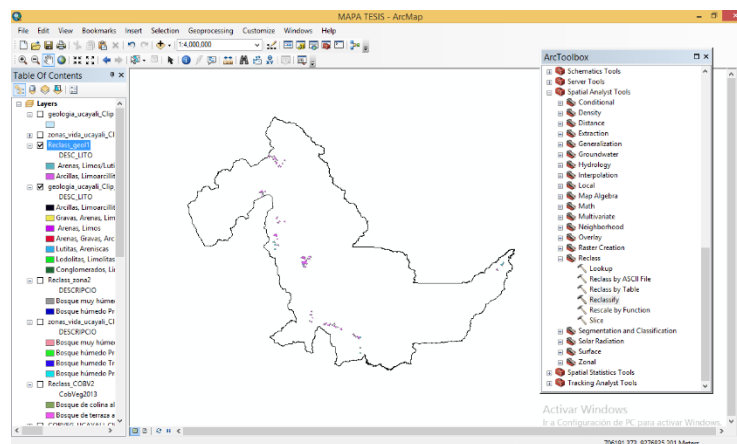 MAPA TESIS - ArcMap
File Edit View Bookmarks Insert Selection Geoprocessing Customize Windows Help
1:4,000,000
Table Of Contents
Layers
geologia_ucayali_Clip
zonas_vida_ucayali_Cl
Reclass_geol1
DESC_LITO
Arenas, Limos/Luti
Arcillas, Limoarcillit
geologia_ucayali_Clip_
DESC_LITO
Arcillas, Limoarcillit
Gravas, Arenas, Lim
Arenas, Limos
Arenas, Gravas, Arc
Lutitas, Areniscas
Lodolitas, Limolitas
Conglomerados, Li
Reclass_zona2
DESCRIPCIO
Bosque muy húmed
Bosque húmedo Pr
zonas_vida_ucayali_Cl
DESCRIPCIO
Bosque muy húmed
Bosque húmedo Pr
Bosque húmedo Tr
Bosque húmedo Pr
Reclass_COBV2
CobVeg2013
Bosque de colina al
Bosque de terraza a
ArcToolbox
Schematics Tools
Server Tools
Spatial Analyst Tools
Conditional
Density
Distance
Extraction
Generalization
Groundwater
Hydrology
Interpolation
Local
Map Algebra
Math
Multivariate
Neighborhood
Overlay
Raster Creation
Reclass
Lookup
Reclass by ASCII File
Reclass by Table
Reclassify
Rescale by Function
Slice
Segmentation and Classification
Solar Radiation
Surface
Zonal
Spatial Statistics Tools
Tracking Analyst Tools
Activar Windows
Ir a Configuración de PC para activar Windows.